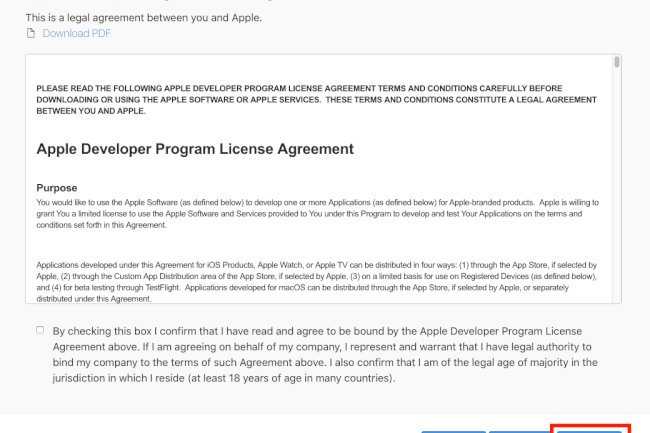 This is a legal agreement between you and Apple.
Download PDF
PLEASE READ THE FOLLOWING APPLE DEVELOPER PROGRAM LICENSE AGREEMENT TERMS AND CONDITIONS CAREFULLY BEFORE
DOWNLOADING OR USING THE APPLE SOFTWARE OR APPLE SERVICES. THESE TERMS AND CONDITIONS CONSTITUTE A LEGAL AGREEMENT
BETWEEN YOU AND APPLE.
Apple Developer Program License Agreement
Purpose
You would like to use the Apple Software (as defined below) to develop one or more Applications (as defined below) for Apple-branded products. Apple is willing to
grant You a limited license to use the Apple Software and Services provided to You under this Program to develop and test Your Applications on the terms and
conditions set forth in this Agreement.
Applications developed under this Agreement for iOS Products, Apple Watch, or Apple TV can be distributed in four ways: (1) through the App Store, if selected by
Apple, (2) through the Custom App Distribution area of the App Store, if selected by Apple, (3) on a limited basis for use on Registered Devices (as defined below),
and (4) for beta testing through TestFlight. Applications developed for macOS can be distributed through the App Store, if selected by Apple, or separately
distributed under this Agreement.
By checking this box I confirm that I have read and agree to be bound by the Apple Developer Program License
Agreement above. If I am agreeing on behalf of my company, I represent and warrant that I have legal authority to
bind my company to the terms of such Agreement above. I also confirm that I am of the legal age of majority in the
jurisdiction in which I reside (at least 18 years of age in many countries).